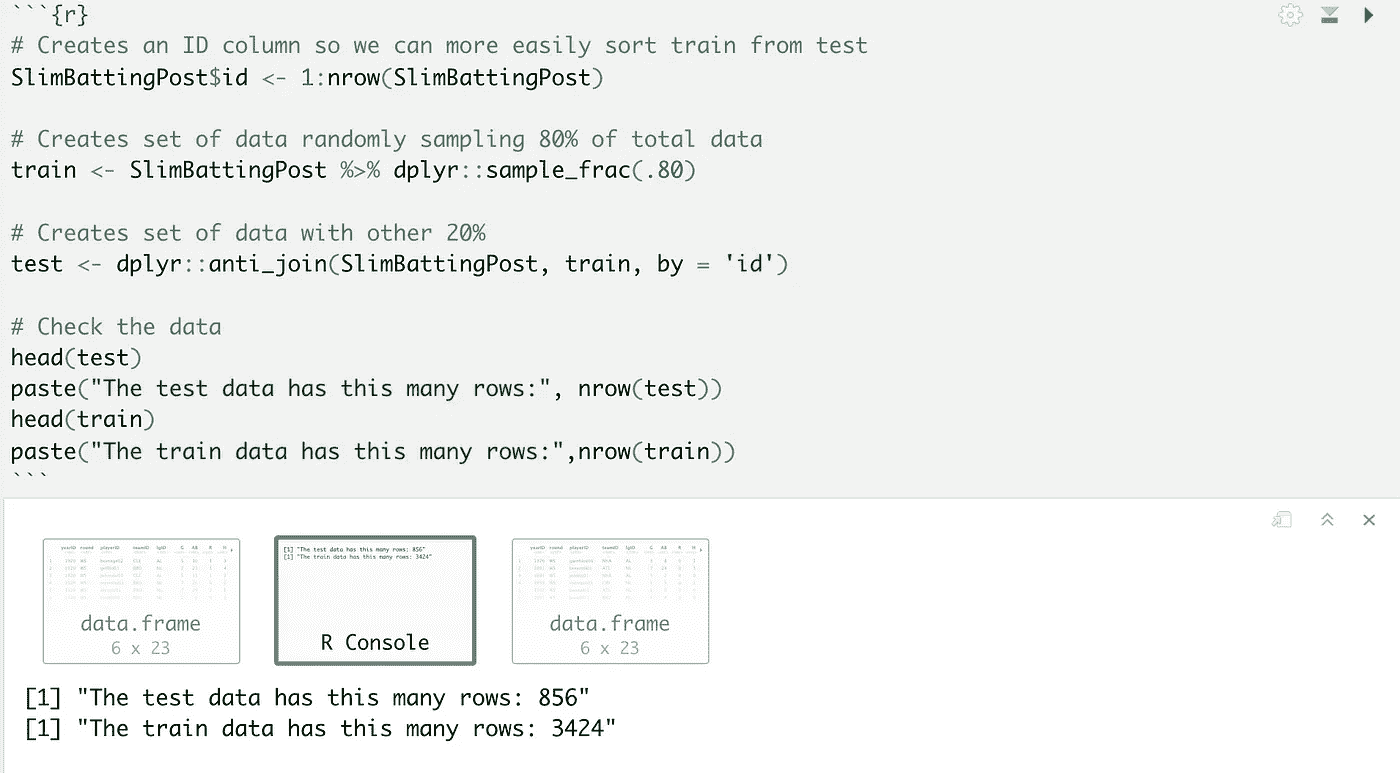 ```{r}
# Creates an ID column so we can more easily sort train from test
SlimBattingPost$id <- 1:nrow(SlimBattingPost)
# Creates set of data randomly sampling 80% of total data
train <- SlimBattingPost %>% dplyr::sample_frac(.80)
# Creates set of data with other 20%
test <- dplyr::anti_join(SlimBattingPost, train, by = 'id')
# Check the data
head(test)
paste("The test data has this many rows:", nrow(test))
head(train)
paste("The train data has this many rows:",nrow(train))
```
[1] "The test data has this many rows: 856"
[1] "The train data has this many rows: 3424"
data.frame
6 x 23
R Console
data.frame
6 x 23
[1] "The test data has this many rows: 856"
[1] "The train data has this many rows: 3424"